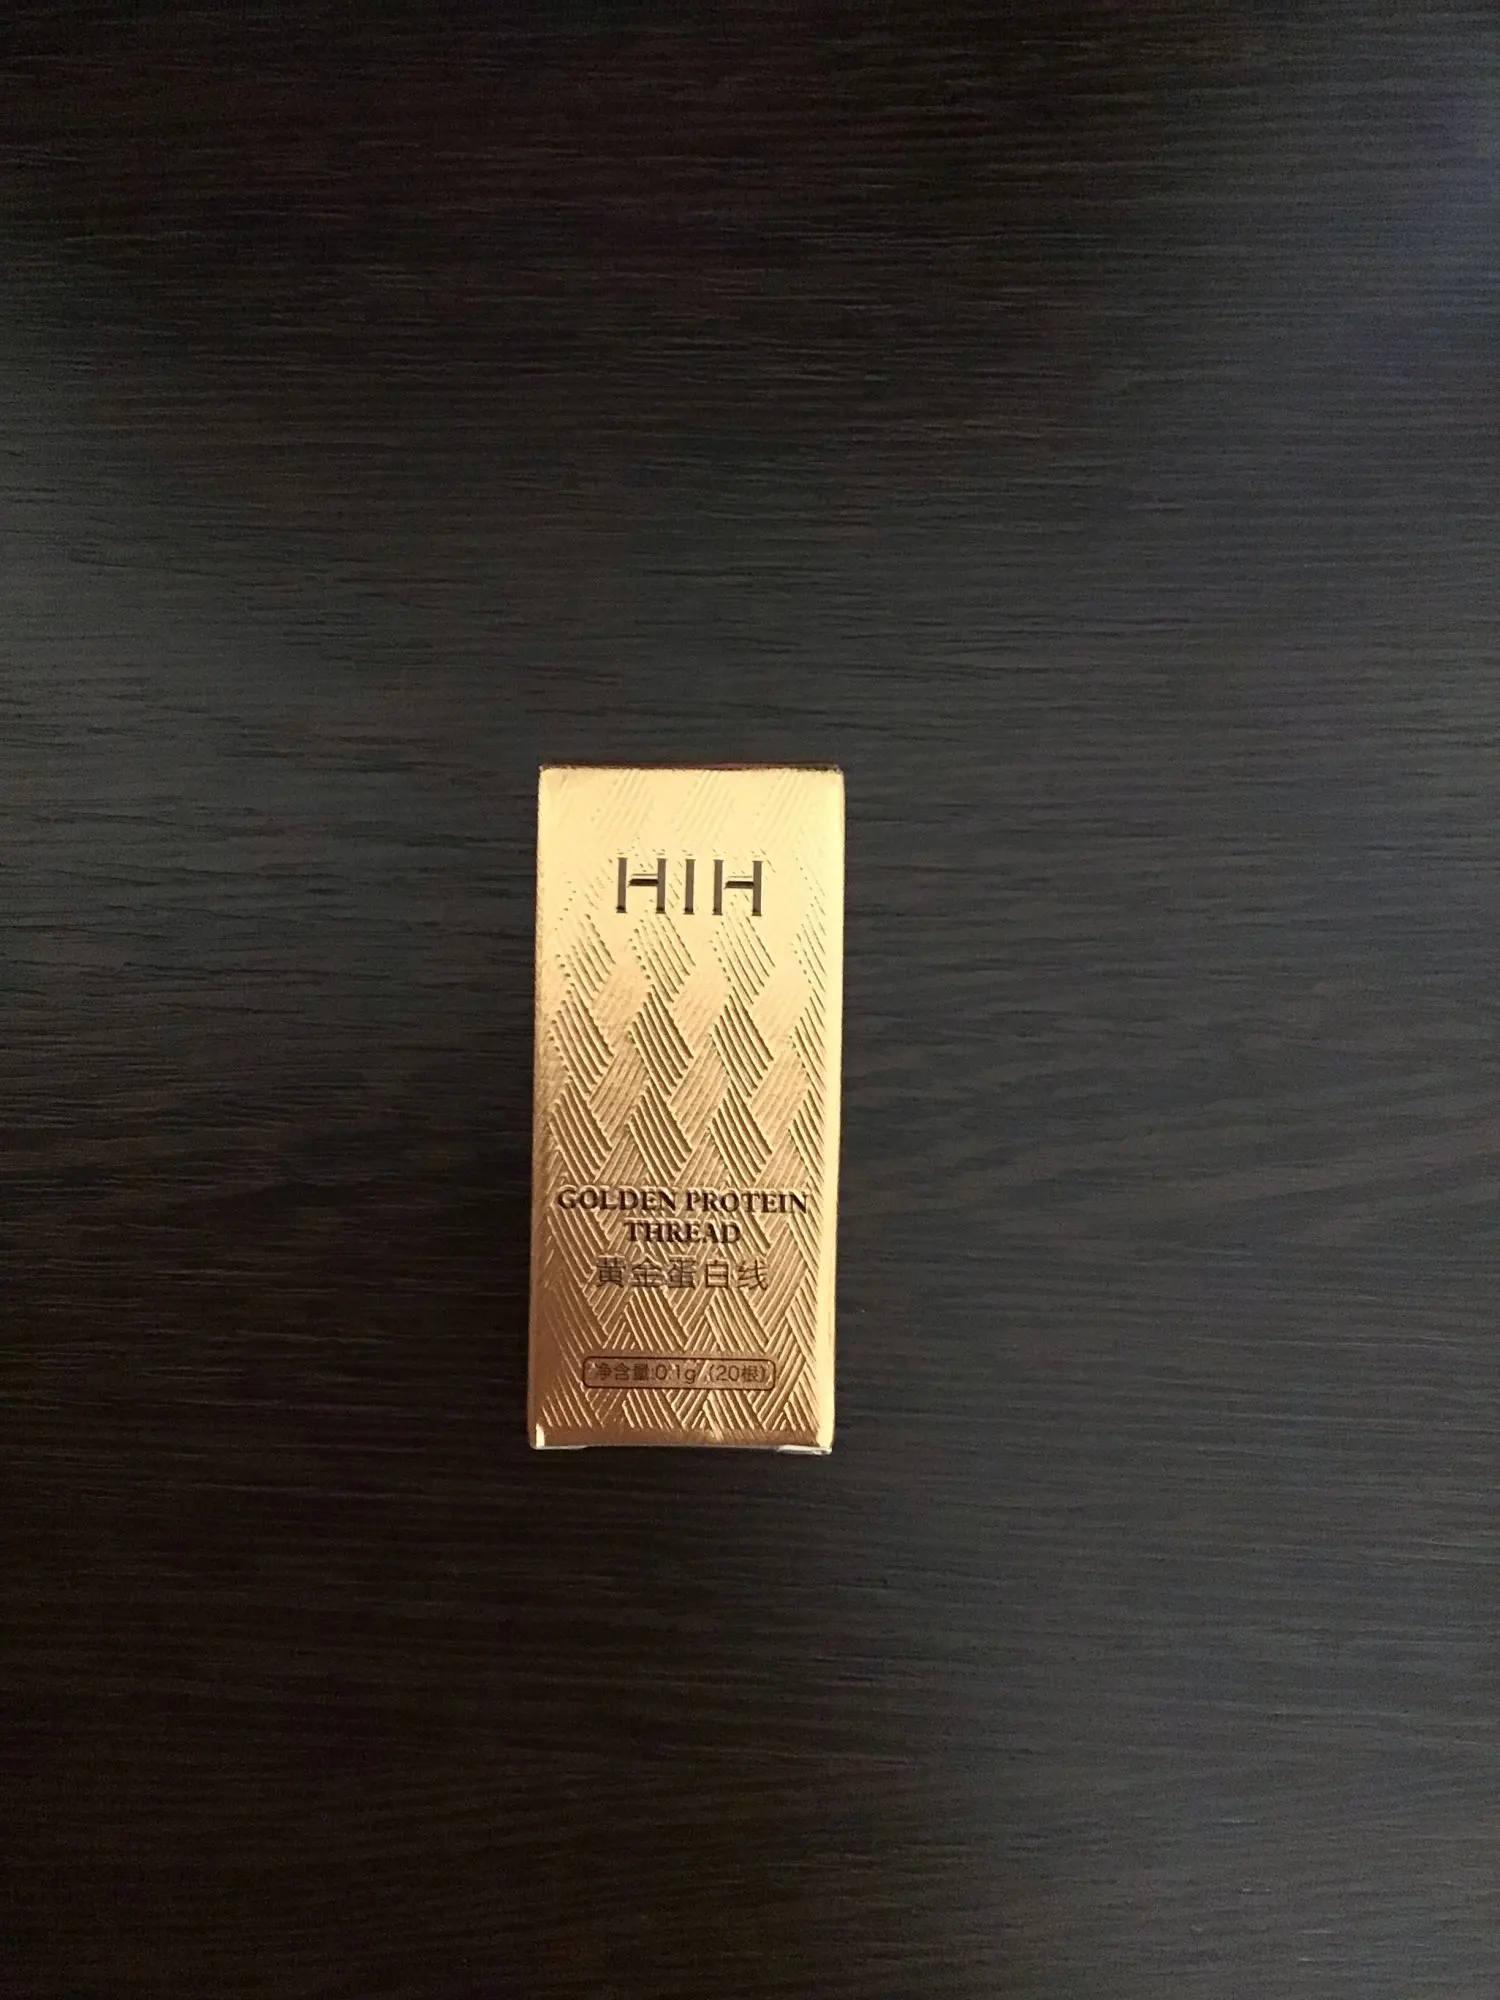 HIH
GOLDEN PROTEIN
THREAD
黄金蛋白线
净含量:0.1g (20根)